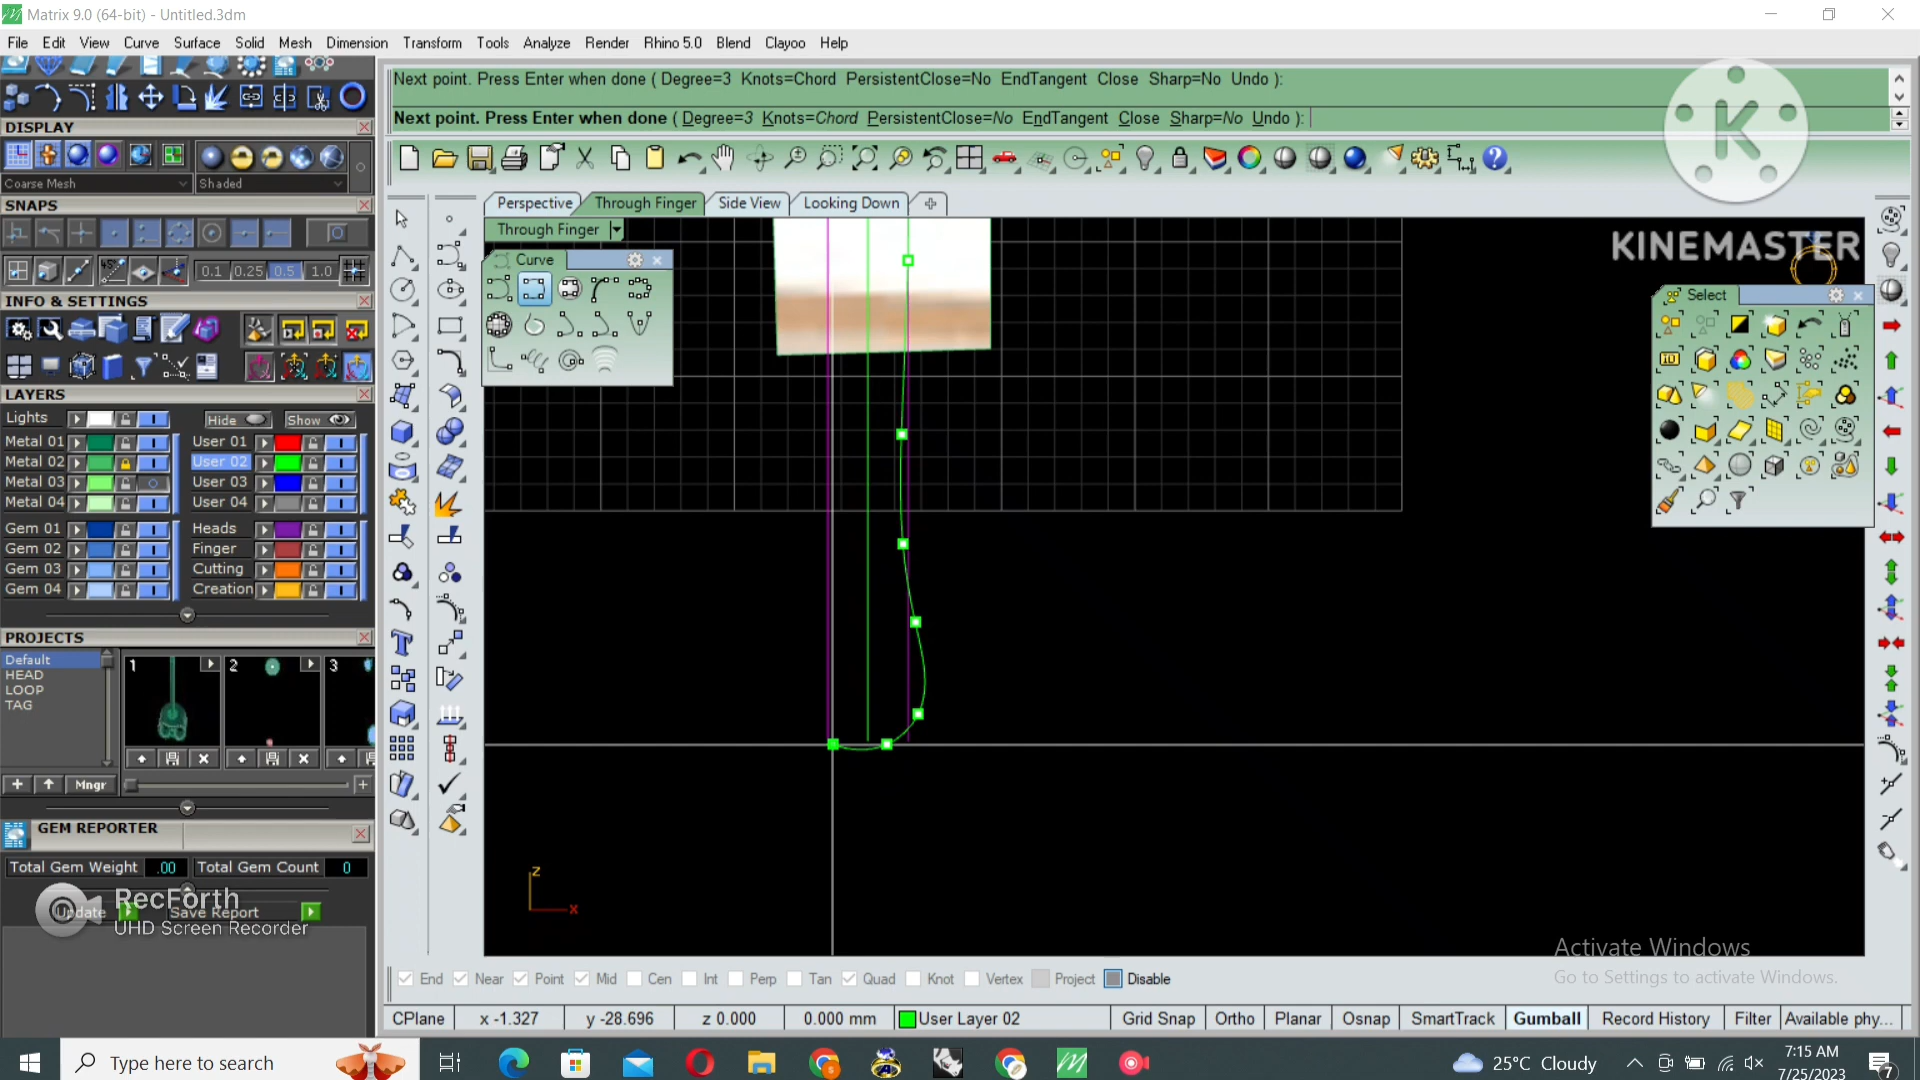 Matrix 9.0 (64-bit) - Untitled.3dm
File Edit View Curve Surface Solid Mesh Dimension Transform Tools Analyze Render Rhino 5.0 Blend Clayoo Help
Next point. Press Enter when done ( Degree=3 Knots=Chord PersistentClose=No EndTangent Close Sharp=No Undo ):
Next point. Press Enter when done ( Degree=3 Knots=Chord PersistentClose=No EndTangent Close Sharp=No Undo ):
K
DISPLAY
Coarse Mesh Shaded
SNAPS
0.1 0.25 0.5 1.0
INFO & SETTINGS
LAYERS
Lights Hide Show
Metal 01 User 01
Metal 02 User 02
Metal 03 User 03
Metal 04 User 04
Gem 01 Heads
Gem 02 Finger
Gem 03 Cutting
Gem 04 Creation
PROJECTS
Default
HEAD
LOOP
TAG
1 2 3
Mngr
GEM REPORTER
Total Gem Weight .00 Total Gem Count 0
Update Save Report
RecForth
UHD Screen Recorder
Perspective Through Finger Side View Looking Down
Through Finger
Curve
KINEMASTER
Select
z
x
Activate Windows
Go to Settings to activate Windows.
End Near Point Mid Cen Int Perp Tan Quad Knot Vertex Project Disable
CPlane x -1.327 y -28.696 z 0.000 0.000 mm User Layer 02 Grid Snap Ortho Planar Osnap SmartTrack Gumball Record History Filter Available phy...
Type here to search
25°C Cloudy
7:15 AM
7/25/2023
7